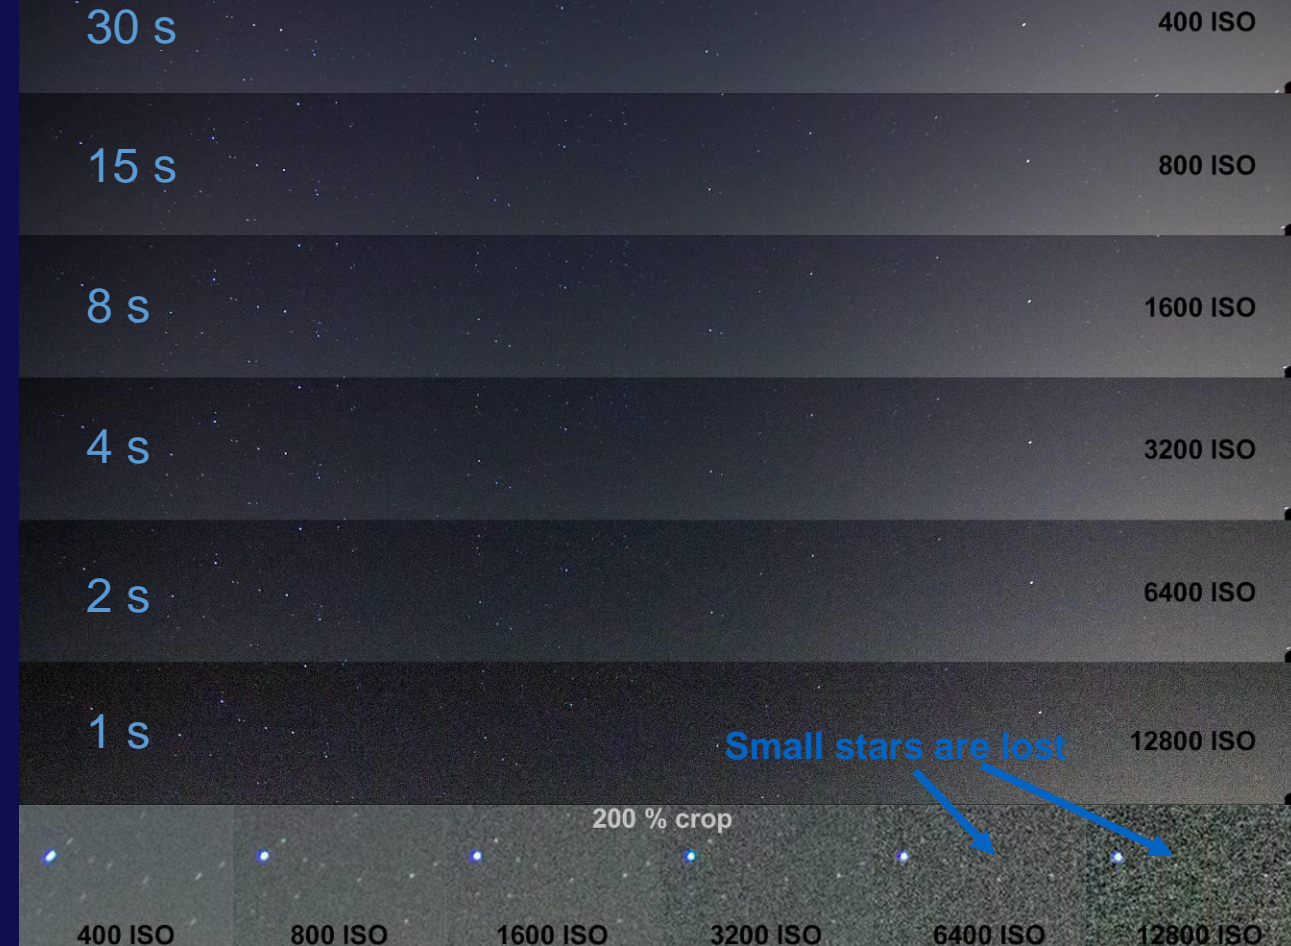 30 s 400 ISO
15 s 800 ISO
8 s 1600 ISO
4 s 3200 ISO
2 s 6400 ISO
1 s 12800 ISO
Small stars are lost
200 % crop
400 ISO 800 ISO 1600 ISO 3200 ISO 6400 ISO 12800 ISO